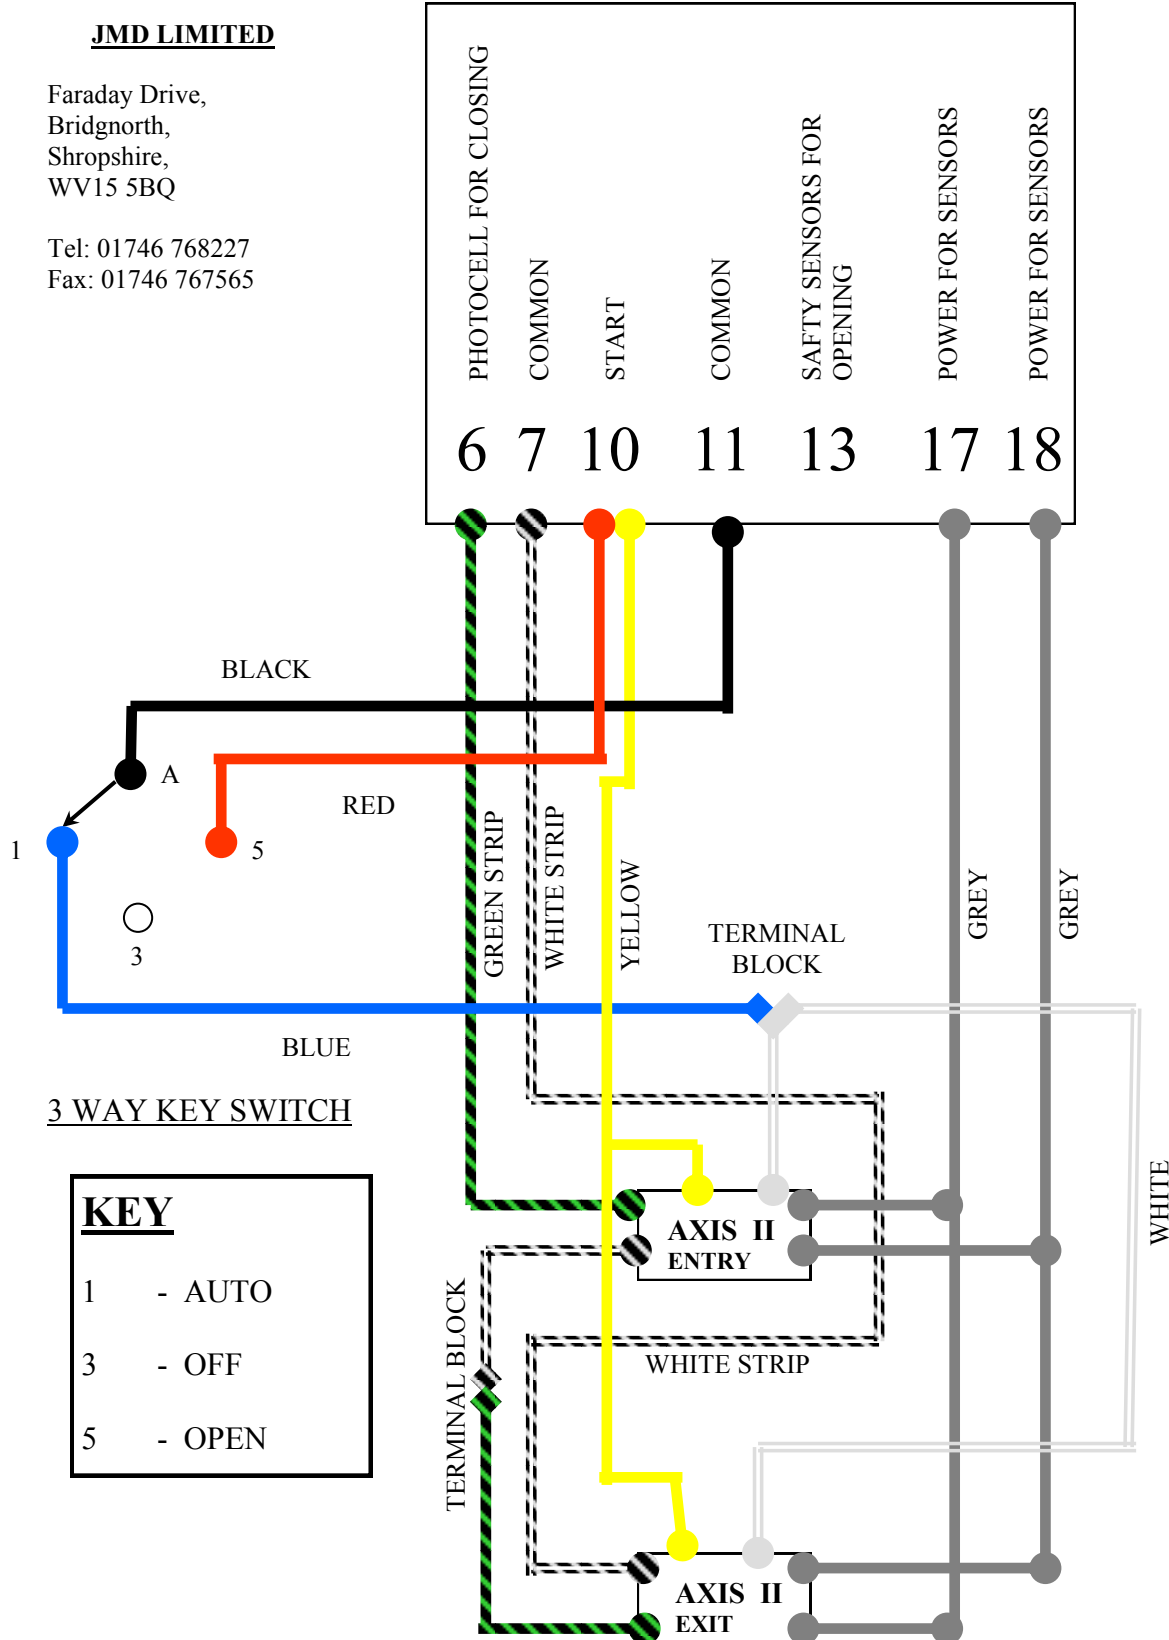 JMD LIMITED
Faraday Drive,
Bridgnorth,
Shropshire,
WV15 5BQ
Tel: 01746 768227
Fax: 01746 767565
PHOTOCELL FOR CLOSING
COMMON
START
COMMON
SAFTY SENSORS FOR
OPENING
POWER FOR SENSORS
POWER FOR SENSORS
6 7 10 11 13 17 18
BLACK
A
RED
1
5
3
GREEN STRIP
WHITE STRIP
YELLOW
GREY
GREY
TERMINAL
BLOCK
BLUE
3 WAY KEY SWITCH
WHITE
KEY
1 - AUTO
3 - OFF
5 - OPEN
AXIS II
ENTRY
TERMINAL BLOCK
WHITE STRIP
AXIS II
EXIT